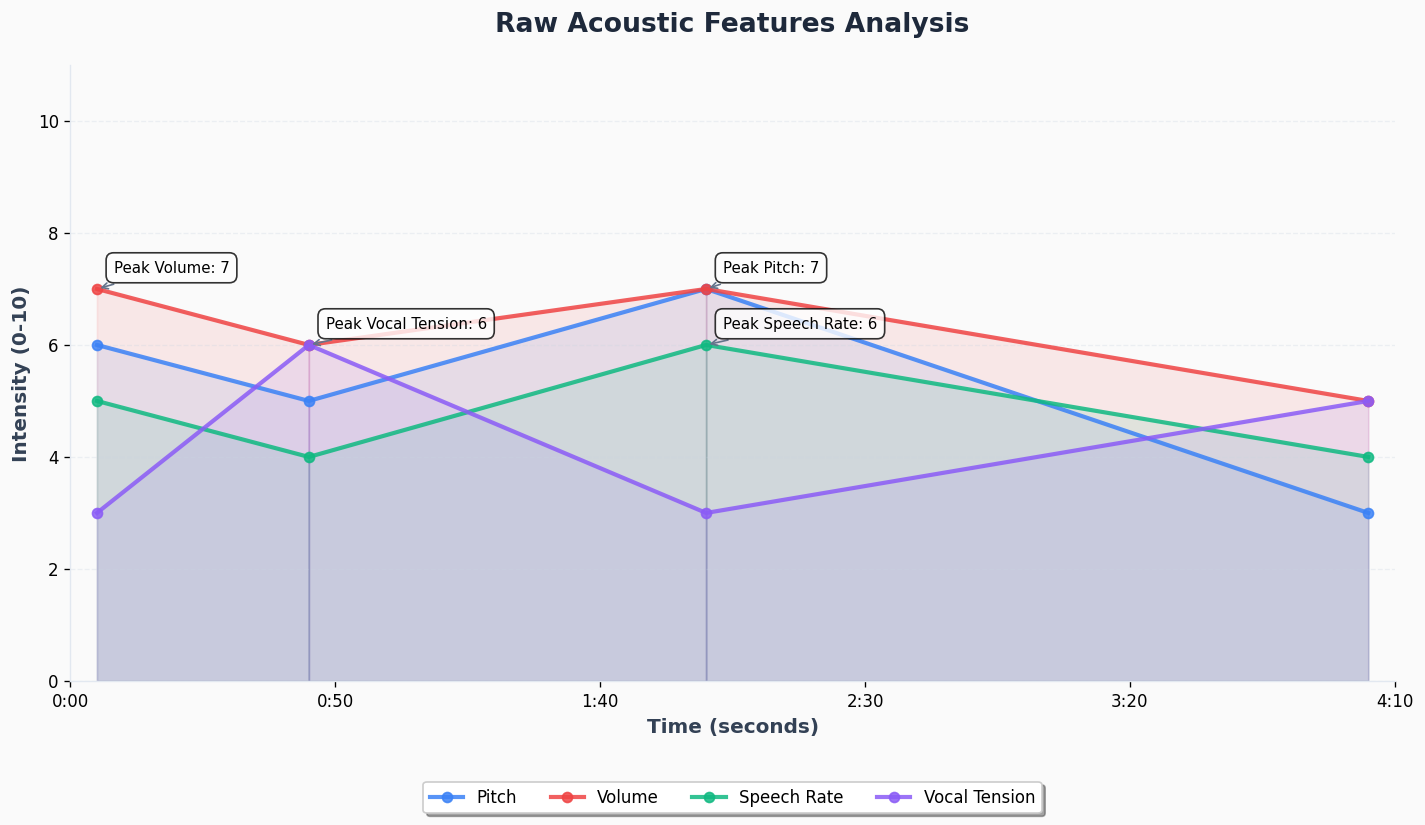 Raw Acoustic Features Analysis
Intensity (0-10)
10
8
6
4
2
0
Peak Volume: 7
Peak Pitch: 7
Peak Vocal Tension: 6
Peak Speech Rate: 6
0:00 0:50 1:40 2:30 3:20 4:10
Time (seconds)
Pitch Volume Speech Rate Vocal Tension